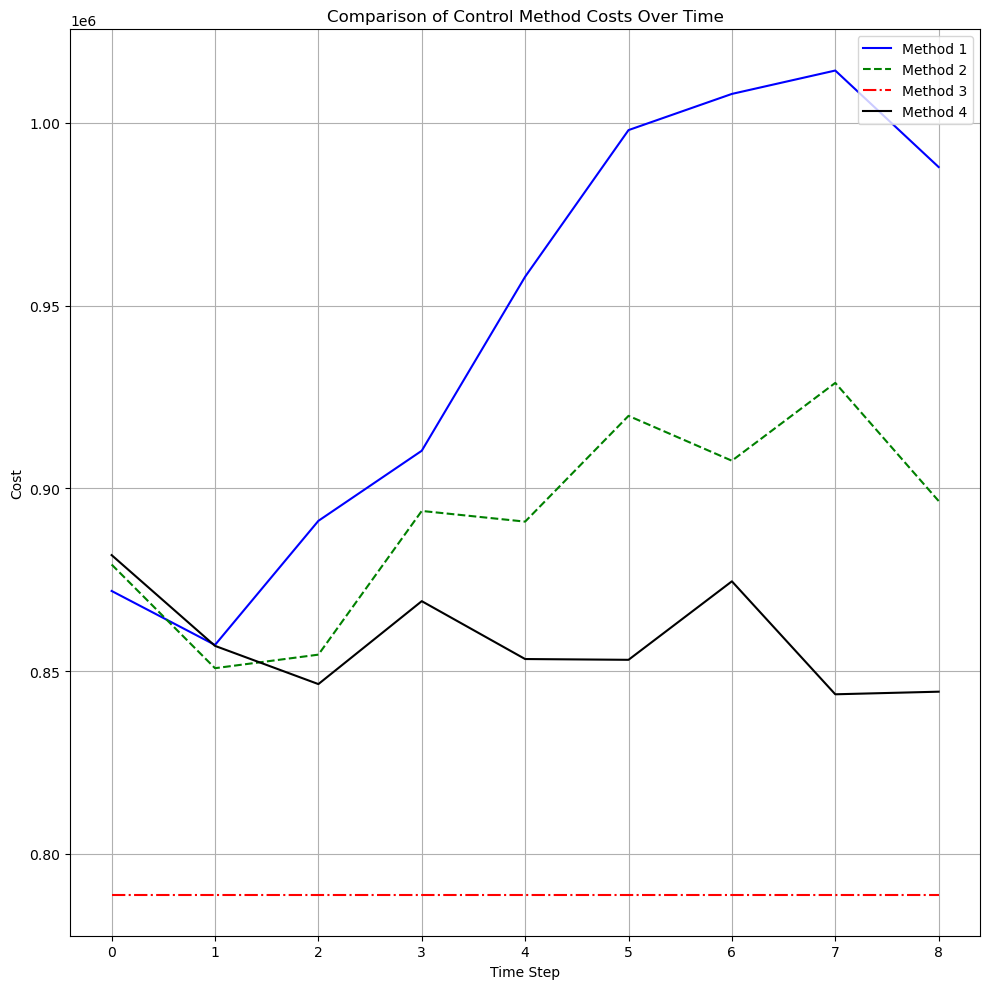 Comparison of Control Method Costs Over Time
1e6
Method 1
Method 2
Method 3
Method 4
1.00
0.95
0.90
0.85
0.80
Cost
0 1 2 3 4 5 6 7 8
Time Step